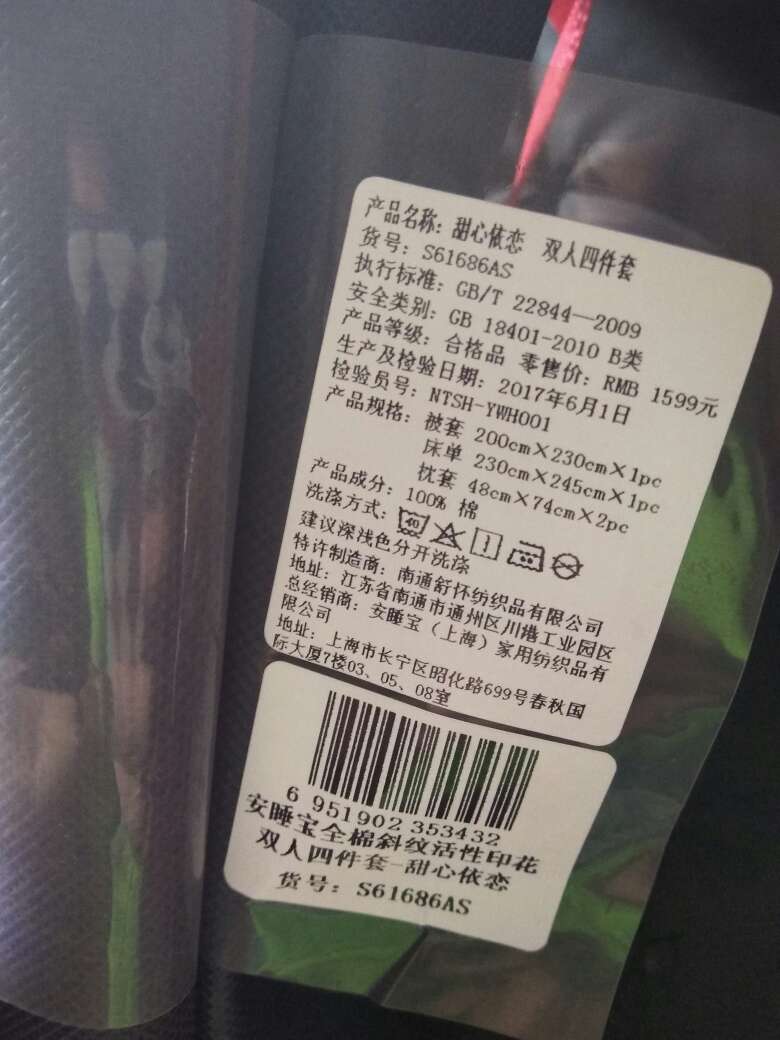 产品名称：甜心依恋 双人四件套
货号：S61686AS
执行标准：GB/T 22844—2009
安全类别：GB 18401-2010 B类
产品等级：合格品 零售价：RMB 1599元
生产及检验日期：2017年6月1日
检验员号：NTSH-YWH001
产品规格：被套 200cm×230cm×1pc
床单 230cm×245cm×1pc
枕套 48cm×74cm×2pc
产品成分：100% 棉
洗涤方式：40
建议深浅色分开洗涤
特许制造商：南通舒怀纺织品有限公司
地址：江苏省南通市通州区川港工业园区
总经销商：安睡宝（上海）家用纺织品有
限公司
地址：上海市长宁区昭化路699号春秋国
际大厦7楼03、05、08室
6 951902 353432
安睡宝全棉斜纹活性印花
双人四件套-甜心依恋
货号：S61686AS